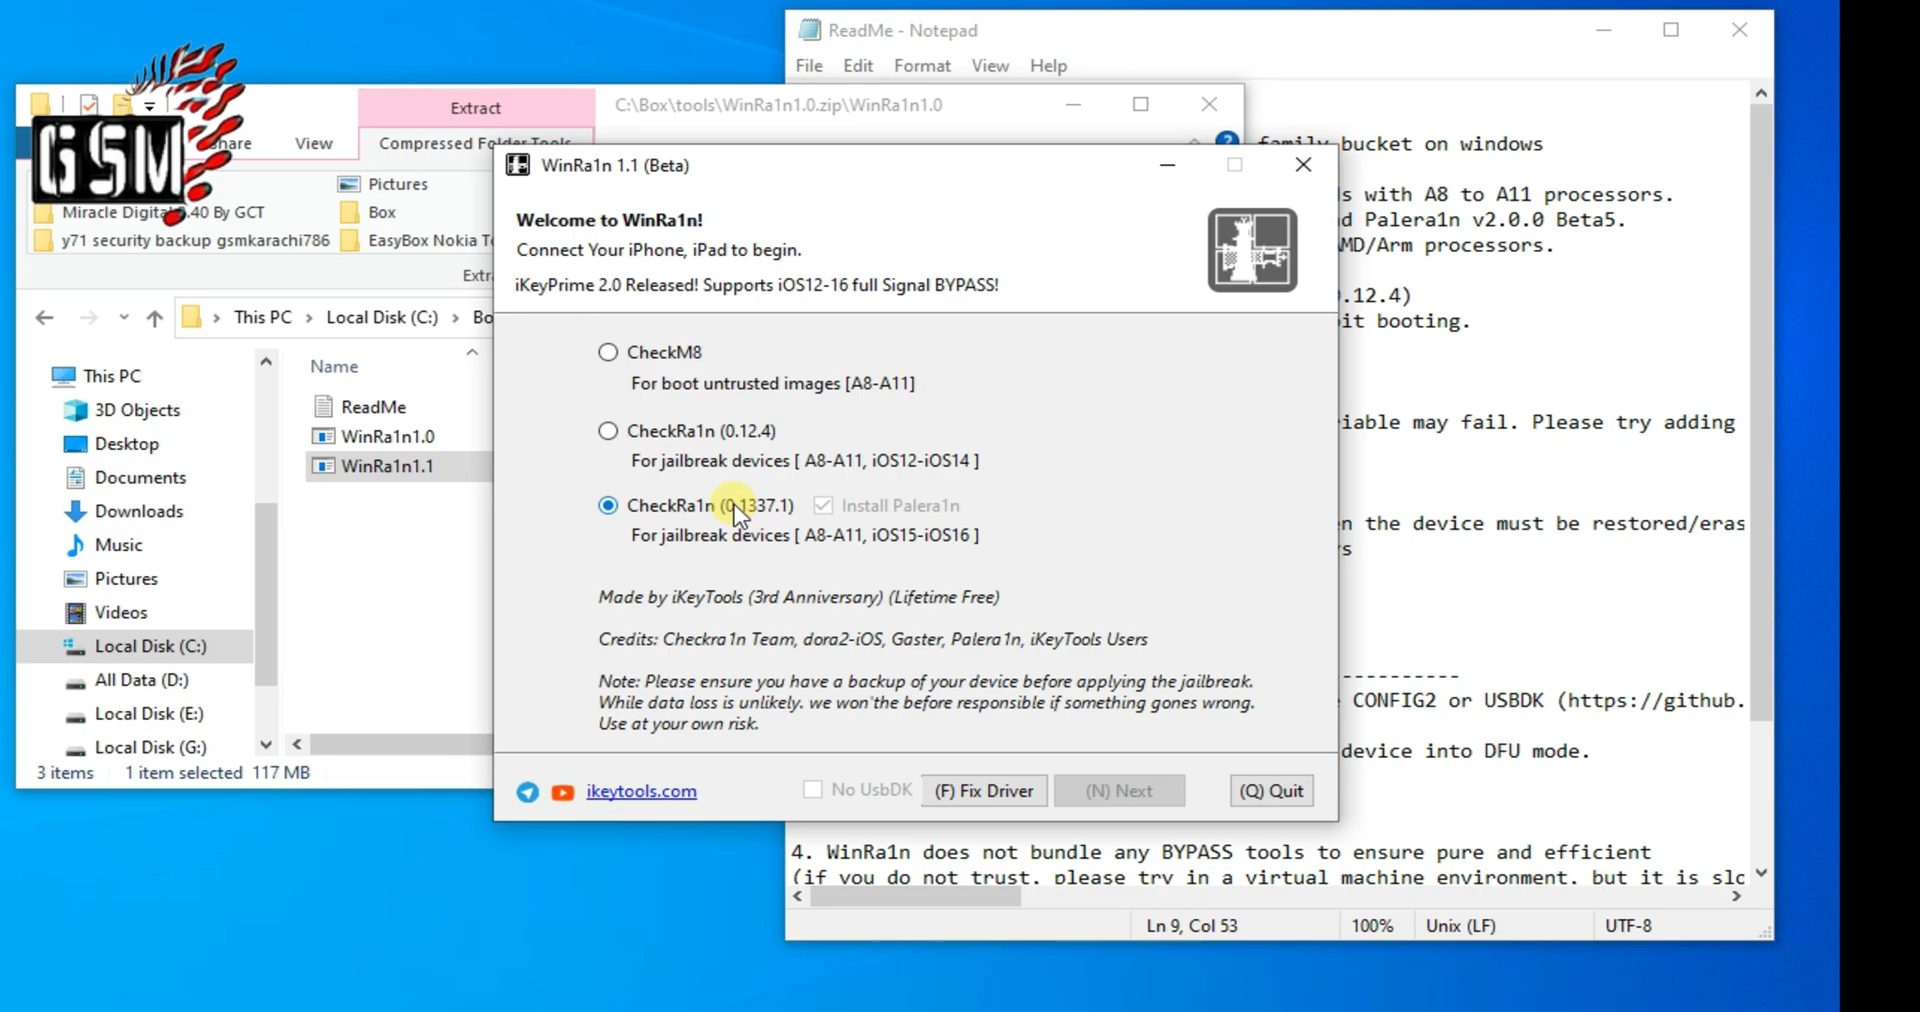 ReadMe - Notepad
File Edit Format View Help
family bucket on windows
s with A8 to A11 processors.
d Palera1n v2.0.0 Beta5.
MD/Arm processors.
.12.4)
it booting.
iable may fail. Please try adding
n the device must be restored/eras
s
----------
CONFIG2 or USBDK (https://github.
device into DFU mode.
4. WinRa1n does not bundle any BYPASS tools to ensure pure and efficient
(if you do not trust, please try in a virtual machine environment, but it is slo
Ln 9, Col 53 100% Unix (LF) UTF-8
GSM
Extract
C:\Box\tools\WinRa1n1.0.zip\WinRa1n1.0
hare View Compressed Folder Tools
Pictures
Miracle Digital .40 By GCT Box
y71 security backup gsmkarachi786 EasyBox Nokia T
Extr
This PC > Local Disk (C:) > Bo
This PC
3D Objects
Desktop
Documents
Downloads
Music
Pictures
Videos
Local Disk (C:)
All Data (D:)
Local Disk (E:)
Local Disk (G:)
Name
ReadMe
WinRa1n1.0
WinRa1n1.1
3 items 1 item selected 117 MB
WinRa1n 1.1 (Beta)
Welcome to WinRa1n!
Connect Your iPhone, iPad to begin.
iKeyPrime 2.0 Released! Supports iOS12-16 full Signal BYPASS!
CheckM8
For boot untrusted images [A8-A11]
CheckRa1n (0.12.4)
For jailbreak devices [ A8-A11, iOS12-iOS14 ]
CheckRa1n (0.1337.1) Install Palera1n
For jailbreak devices [ A8-A11, iOS15-iOS16 ]
Made by iKeyTools (3rd Anniversary) (Lifetime Free)
Credits: Checkra1n Team, dora2-iOS, Gaster, Palera1n, iKeyTools Users
Note: Please ensure you have a backup of your device before applying the jailbreak.
While data loss is unlikely. we won'the before responsible if something gones wrong.
Use at your own risk.
ikeytools.com
No UsbDK (F) Fix Driver (N) Next (Q) Quit